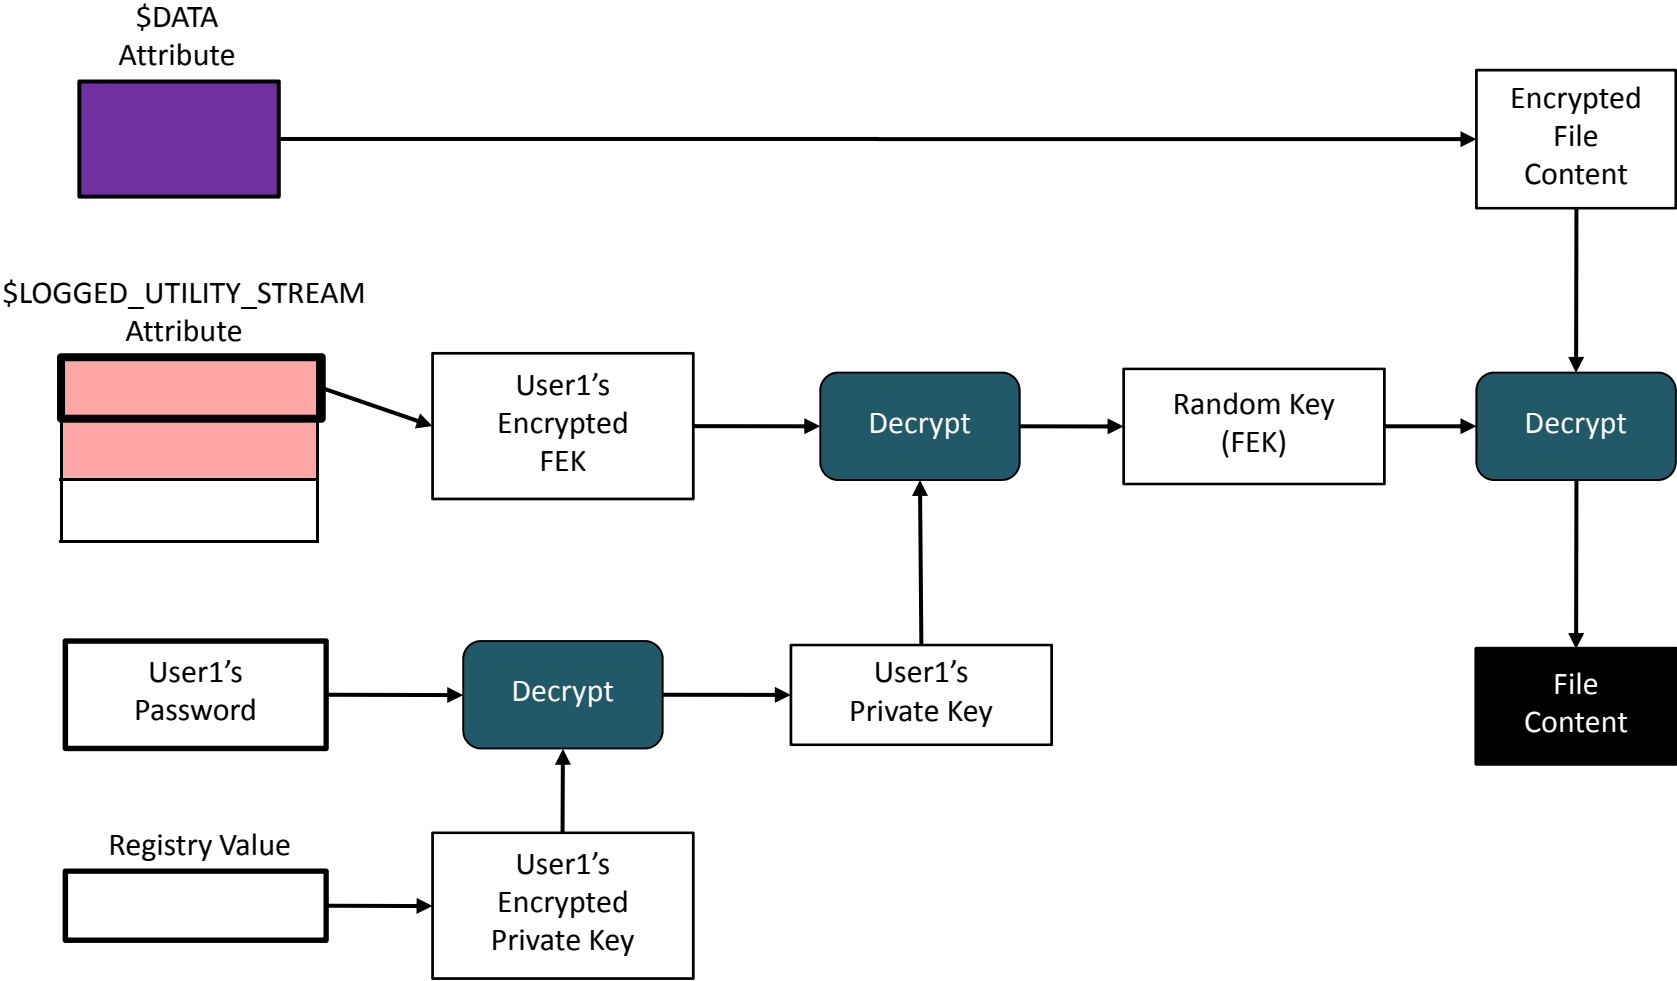 $DATA
Attribute
Encrypted
File
Content
$LOGGED_UTILITY_STREAM
Attribute
User1's
Encrypted
FEK
Decrypt
Random Key
(FEK)
Decrypt
User1's
Password
Decrypt
User1's
Private Key
File
Content
Registry Value
User1's
Encrypted
Private Key